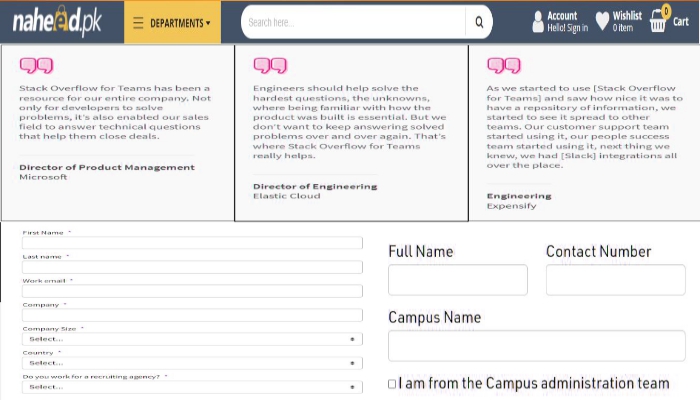 naheed.pk
DEPARTMENTS
Search here...
Account
Hello! Sign in
Wishlist
0 item
0
Cart
Stack Overflow for Teams has been a
resource for our entire company. Not
only for developers to solve
problems, it's also enabled our sales
field to answer technical questions
that help them close deals.
Director of Product Management
Microsoft
Engineers should help solve the
hardest questions, the unknowns,
where being familiar with how the
product was built is essential. But we
don't want to keep answering solved
problems over and over again. That's
where Stack Overflow for Teams
really helps.
Director of Engineering
Elastic Cloud
As we started to use [Stack Overflow
for Teams] and saw how nice it was to
have a repository of information, we
started to see it spread to other
teams. Our customer support team
started using it, our people success
team started using it, next thing we
knew, we had [Slack] integrations all
over the place.
Engineering
Expensify
First Name *
Last name *
Work email *
Company *
Company Size *
Select...
Country *
Select...
Do you work for a recruiting agency? *
Select...
Full Name
Contact Number
Campus Name
I am from the Campus administration team